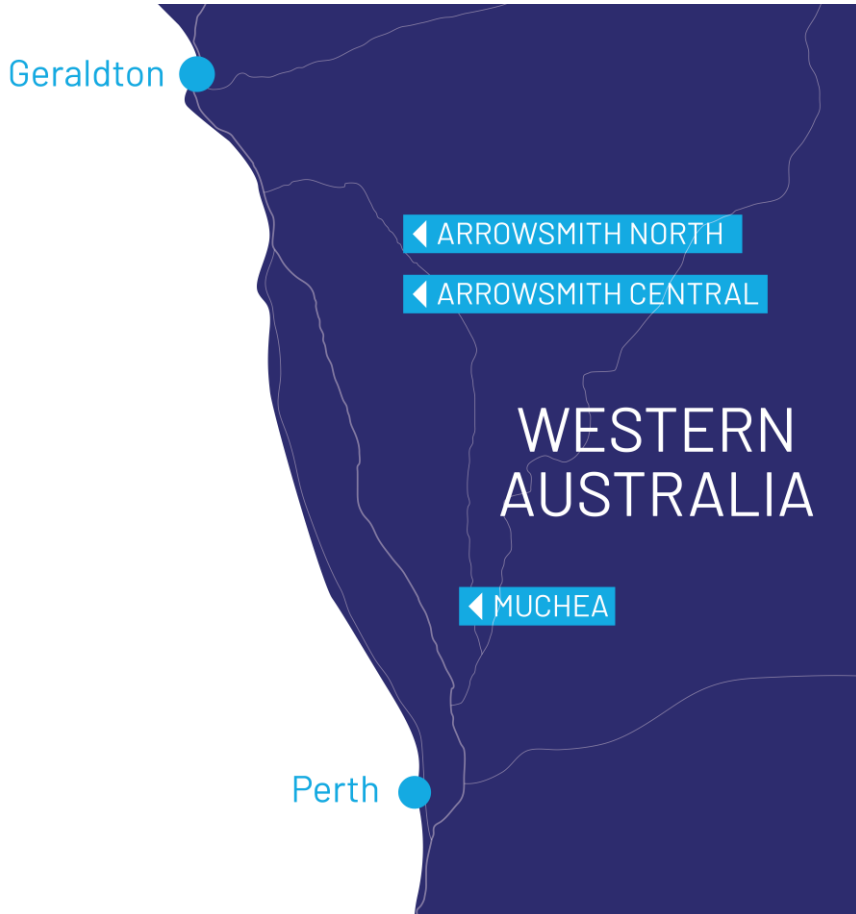 Geraldton
ARROWSMITH NORTH
ARROWSMITH CENTRAL
WESTERN
AUSTRALIA
MUCHEA
Perth